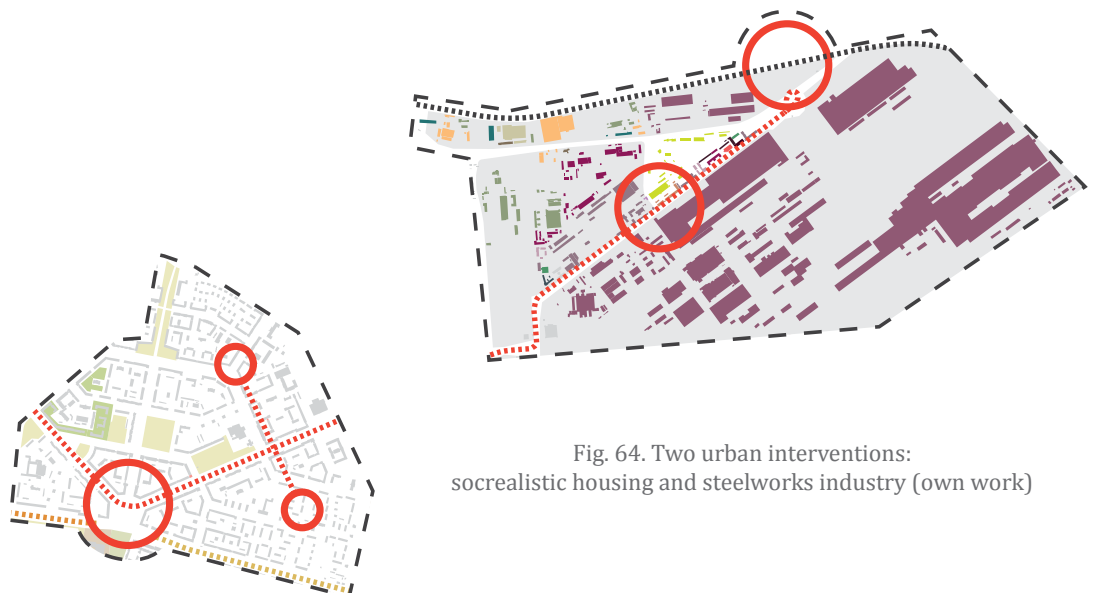 Fig. 64. Two urban interventions:
socrealistic housing and steelworks industry (own work)